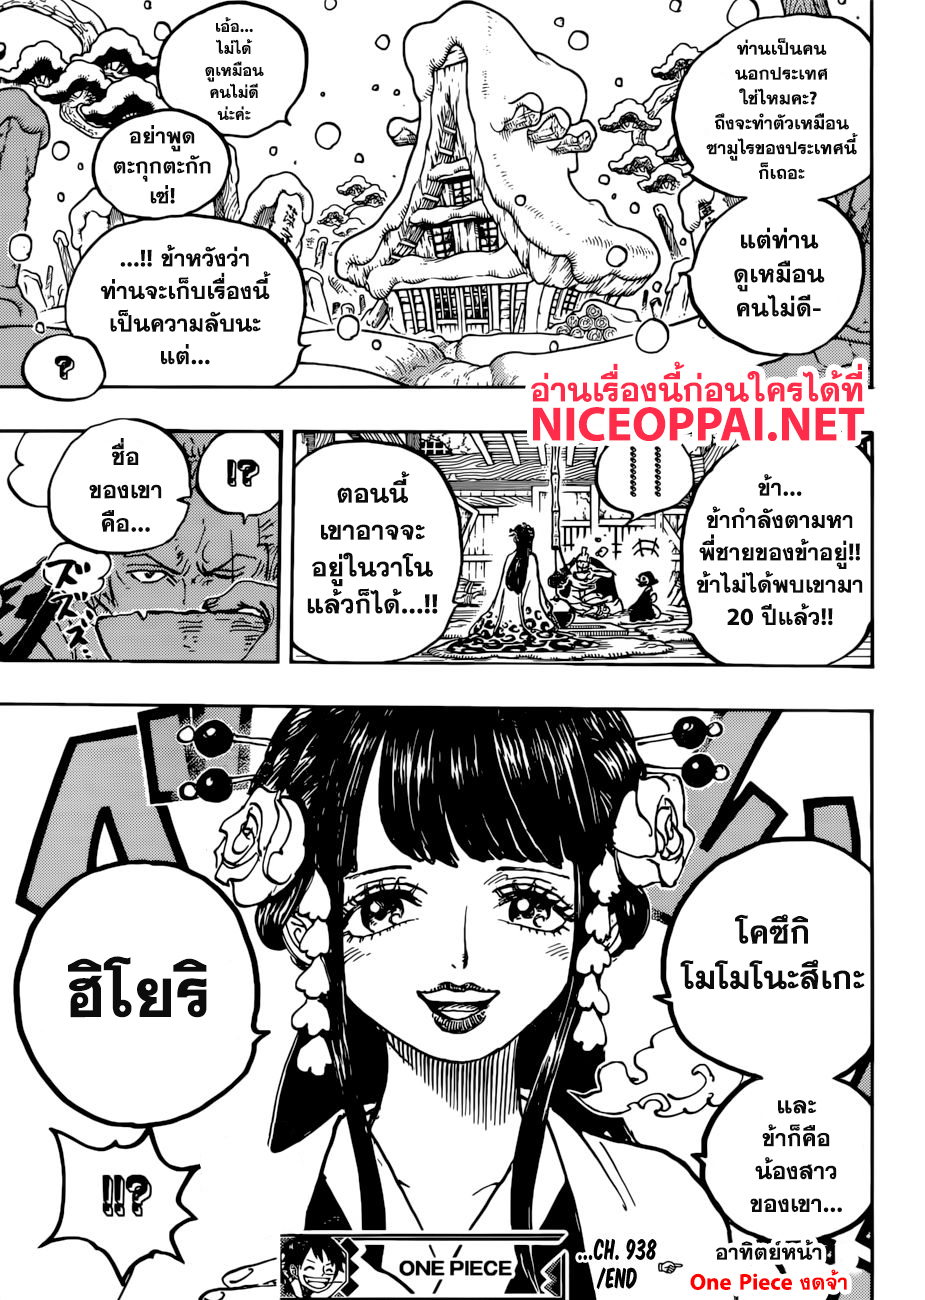 ท่านเป็นคน
นอกประเทศ
ใช่ไหมคะ?
ถึงจะทำตัวเหมือน
ซามูไรของประเทศนี้
ก็เถอะ
แต่ท่าน
ดูเหมือน
คนไม่ดี-
เอ้อ...
ไม่ได้
ดูเหมือน
คนไม่ดี
น่ะค่ะ
อย่าพูด
ตะกุกตะกัก
เซ่!
...!! ข้าหวังว่า
ท่านจะเก็บเรื่องนี้
เป็นความลับนะ
แต่...
?
อ่านเรื่องนี้ก่อนใครได้ที่
NICEOPPAI.NET
ข้า...
ข้ากำลังตามหา
พี่ชายของข้าอยู่!!
ข้าไม่ได้พบเขามา
20 ปีแล้ว!!
ตอนนี้
เขาอาจจะ
อยู่ในวาโน
แล้วก็ได้...!!
!?
ชื่อ
ของเขา
คือ...
ズズズ
โคซึกิ
โมโมโนะสึเกะ
และ
ข้าก็คือ
น้องสาว
ของเขา...
ฮิโยริ
!!?
ONE PIECE
...CH. 938
/END
อาทิตย์หน้า
One Piece งดจ้า